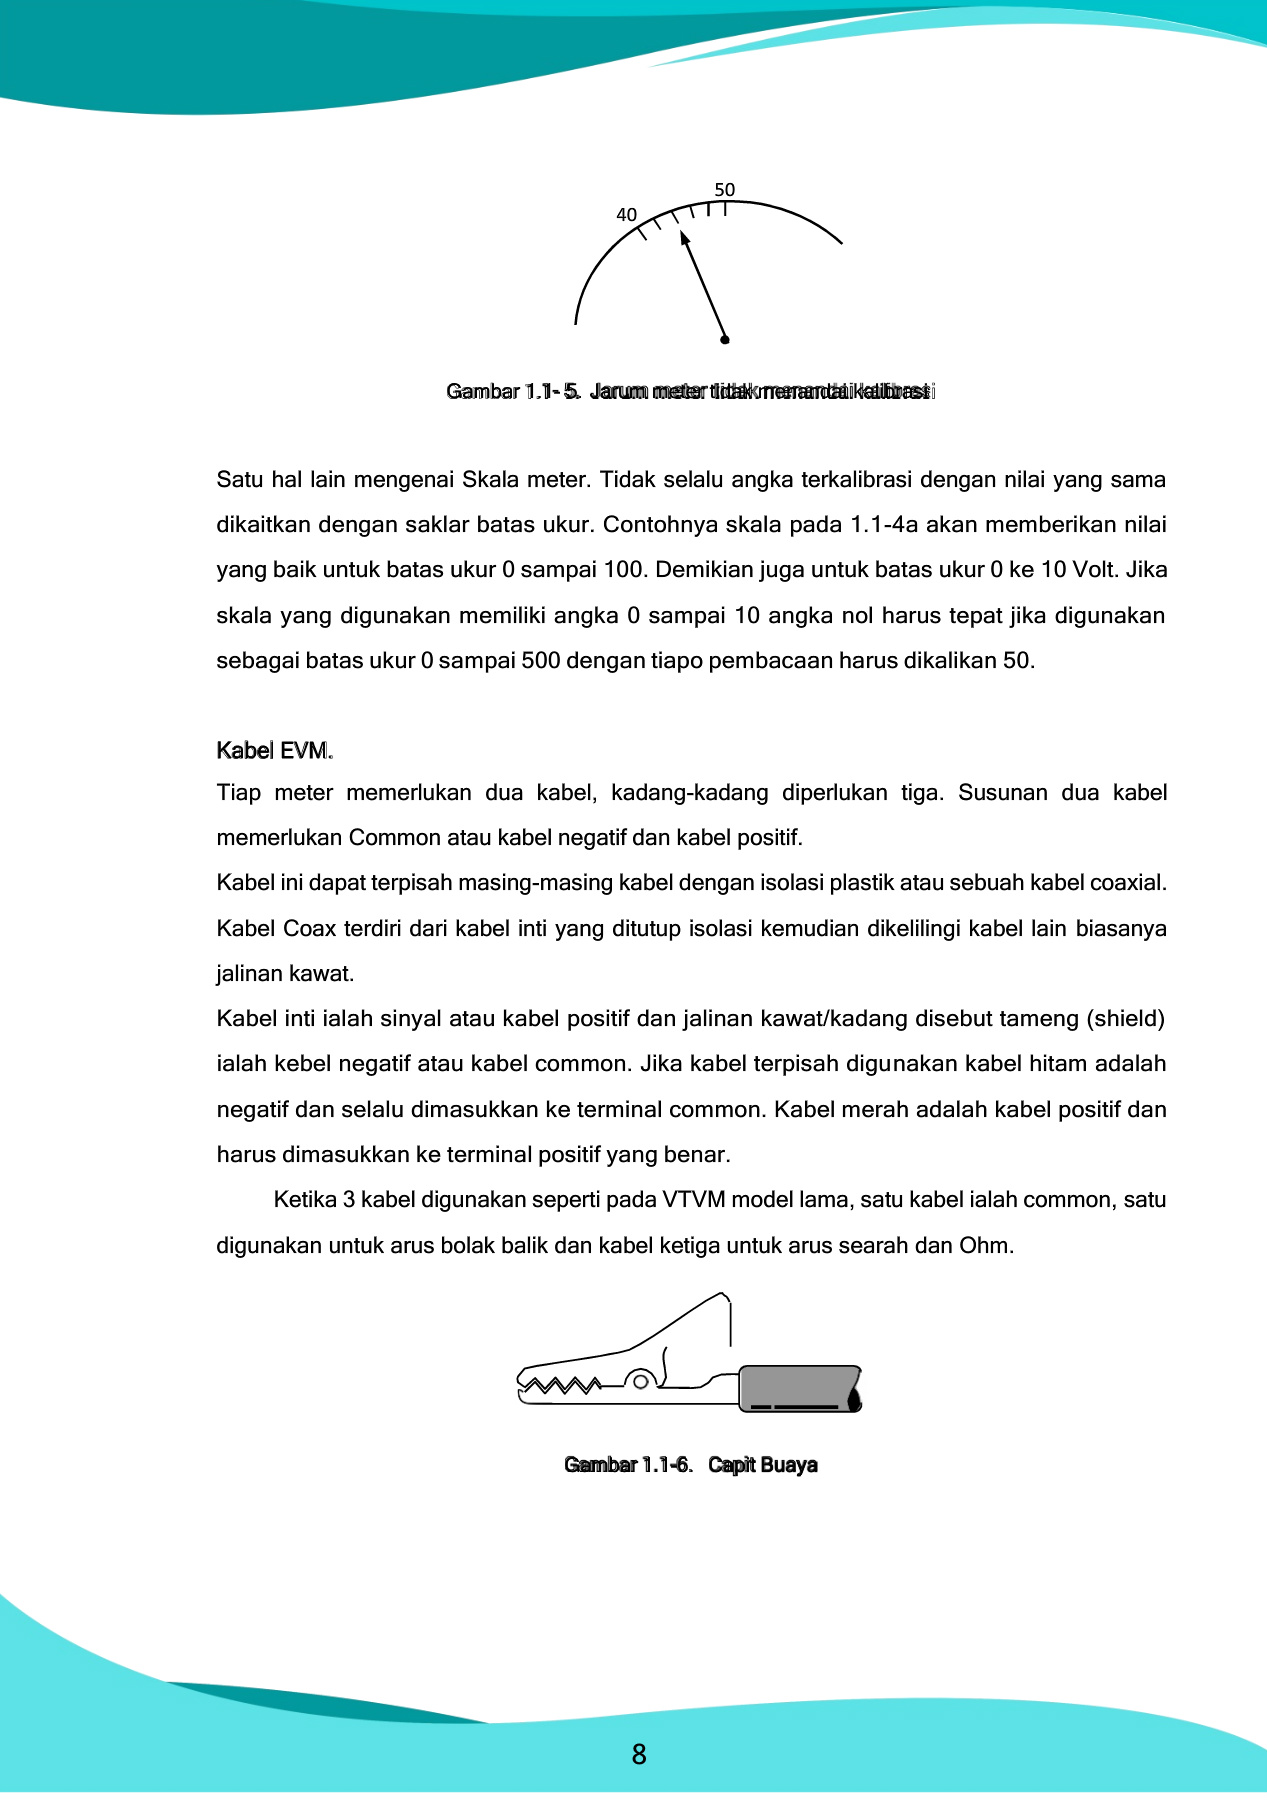 50
40
Gambar 1.1- 5. Jarum meter tidak menandai kalibrasi
Satu hal lain mengenai Skala meter. Tidak selalu angka terkalibrasi dengan nilai yang sama
dikaitkan dengan saklar batas ukur. Contohnya skala pada 1.1-4a akan memberikan nilai
yang baik untuk batas ukur 0 sampai 100. Demikian juga untuk batas ukur 0 ke 10 Volt. Jika
skala yang digunakan memiliki angka 0 sampai 10 angka nol harus tepat jika digunakan
sebagai batas ukur 0 sampai 500 dengan tiapo pembacaan harus dikalikan 50.
Kabel EVM.
Tiap meter memerlukan dua kabel, kadang-kadang diperlukan tiga. Susunan dua kabel
memerlukan Common atau kabel negatif dan kabel positif.
Kabel ini dapat terpisah masing-masing kabel dengan isolasi plastik atau sebuah kabel coaxial.
Kabel Coax terdiri dari kabel inti yang ditutup isolasi kemudian dikelilingi kabel lain biasanya
jalinan kawat.
Kabel inti ialah sinyal atau kabel positif dan jalinan kawat/kadang disebut tameng (shield)
ialah kebel negatif atau kabel common. Jika kabel terpisah digunakan kabel hitam adalah
negatif dan selalu dimasukkan ke terminal common. Kabel merah adalah kabel positif dan
harus dimasukkan ke terminal positif yang benar.
Ketika 3 kabel digunakan seperti pada VTVM model lama, satu kabel ialah common, satu
digunakan untuk arus bolak balik dan kabel ketiga untuk arus searah dan Ohm.
Gambar 1.1-6. Capit Buaya
8